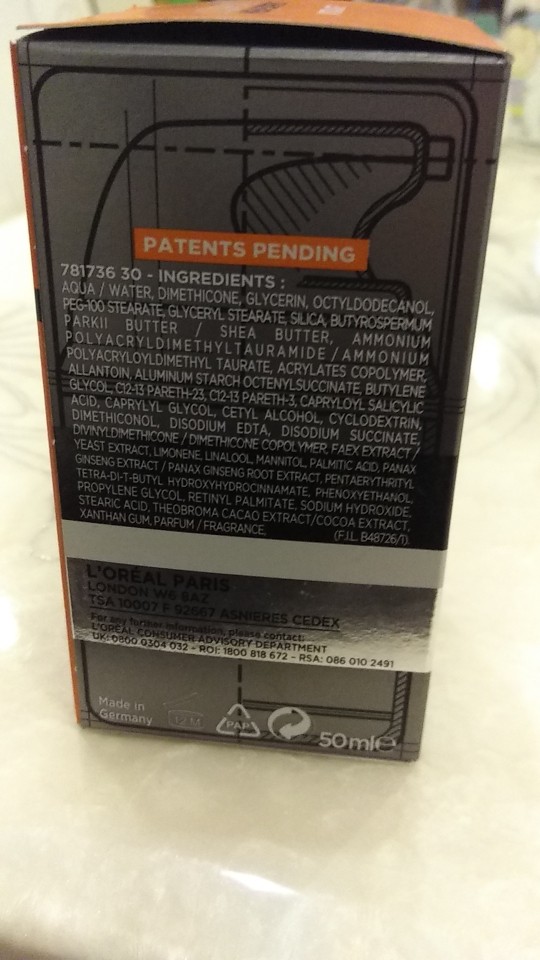 PATENTS PENDING
781736 30 - INGREDIENTS :
AQUA / WATER, DIMETHICONE, GLYCERIN, OCTYLDODECANOL,
PEG-100 STEARATE, GLYCERYL STEARATE, SILICA, BUTYROSPERMUM
PARKII BUTTER / SHEA BUTTER, AMMONIUM
POLYACRYLDIMETHYLTAURAMIDE / AMMONIUM
POLYACRYLOYLDIMETHYL TAURATE, ACRYLATES COPOLYMER,
ALLANTOIN, ALUMINUM STARCH OCTENYLSUCCINATE, BUTYLENE
GLYCOL, C12-13 PARETH-23, C12-13 PARETH-3, CAPRYLOYL SALICYLIC
ACID, CAPRYLYL GLYCOL, CETYL ALCOHOL, CYCLODEXTRIN,
DIMETHICONOL, DISODIUM EDTA, DISODIUM SUCCINATE,
DIVINYLDIMETHICONE / DIMETHICONE COPOLYMER, FAEX EXTRACT /
YEAST EXTRACT, LIMONENE, LINALOOL, MANNITOL, PALMITIC ACID, PANAX
GINSENG EXTRACT / PANAX GINSENG ROOT EXTRACT, PENTAERYTHRITYL
TETRA-DI-T-BUTYL HYDROXYHYDROCINNAMATE, PHENOXYETHANOL,
PROPYLENE GLYCOL, RETINYL PALMITATE, SODIUM HYDROXIDE,
STEARIC ACID, THEOBROMA CACAO EXTRACT/COCOA EXTRACT,
XANTHAN GUM, PARFUM / FRAGRANCE, (F.I.L. B48726/1).
L'ORÉAL PARIS
LONDON W6 8AZ
TSA 10007 F 92667 ASNIERES CEDEX
For any further information, please contact:
L'ORÉAL CONSUMER ADVISORY DEPARTMENT
UK: 0800 0304 032 - ROI: 1800 818 672 - RSA: 086 010 2491
Made in
Germany
12 M
PAP
50 ml e